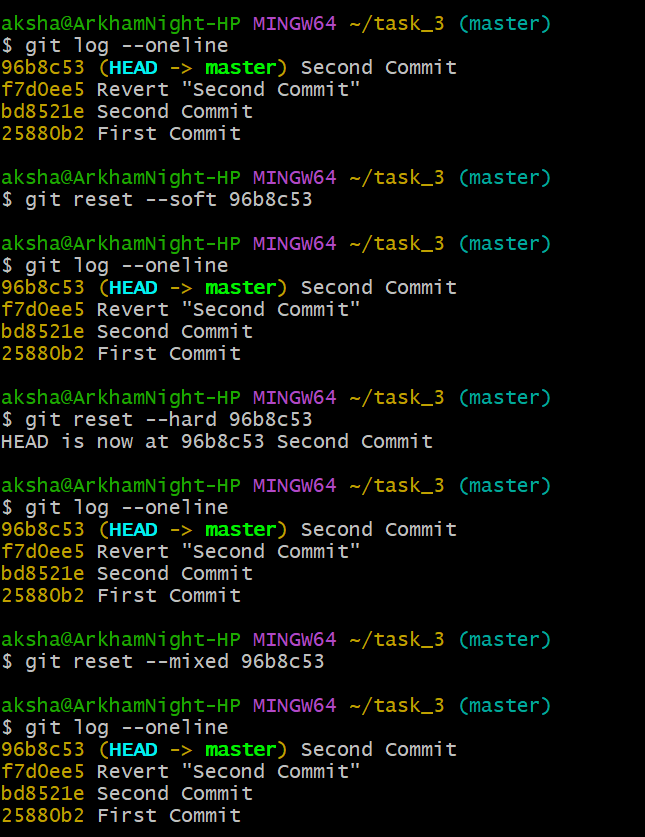 aksha@ArkhamNight-HP MINGW64 ~/task_3 (master)
$ git log --oneline
96b8c53 (HEAD -> master) Second Commit
f7d0ee5 Revert "Second Commit"
bd8521e Second Commit
25880b2 First Commit
aksha@ArkhamNight-HP MINGW64 ~/task_3 (master)
$ git reset --soft 96b8c53
aksha@ArkhamNight-HP MINGW64 ~/task_3 (master)
$ git log --oneline
96b8c53 (HEAD -> master) Second Commit
f7d0ee5 Revert "Second Commit"
bd8521e Second Commit
25880b2 First Commit
aksha@ArkhamNight-HP MINGW64 ~/task_3 (master)
$ git reset --hard 96b8c53
HEAD is now at 96b8c53 Second Commit
aksha@ArkhamNight-HP MINGW64 ~/task_3 (master)
$ git log --oneline
96b8c53 (HEAD -> master) Second Commit
f7d0ee5 Revert "Second Commit"
bd8521e Second Commit
25880b2 First Commit
aksha@ArkhamNight-HP MINGW64 ~/task_3 (master)
$ git reset --mixed 96b8c53
aksha@ArkhamNight-HP MINGW64 ~/task_3 (master)
$ git log --oneline
96b8c53 (HEAD -> master) Second Commit
f7d0ee5 Revert "Second Commit"
bd8521e Second Commit
25880b2 First Commit